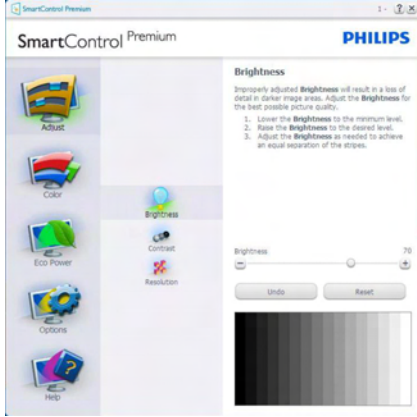 SmartControl Premium
1 -
?
SmartControl Premium
PHILIPS
Adjust
Color
Eco Power
Options
Help
Brightness
Contrast
Resolution
Brightness
Improperly adjusted Brightness will result in a loss of
detail in darker image areas. Adjust the Brightness for
the best possible picture quality.
1. Lower the Brightness to the minimum level.
2. Raise the Brightness to the desired level.
3. Adjust the Brightness as needed to achieve
an equal separation of the stripes.
Brightness
70
Undo
Reset